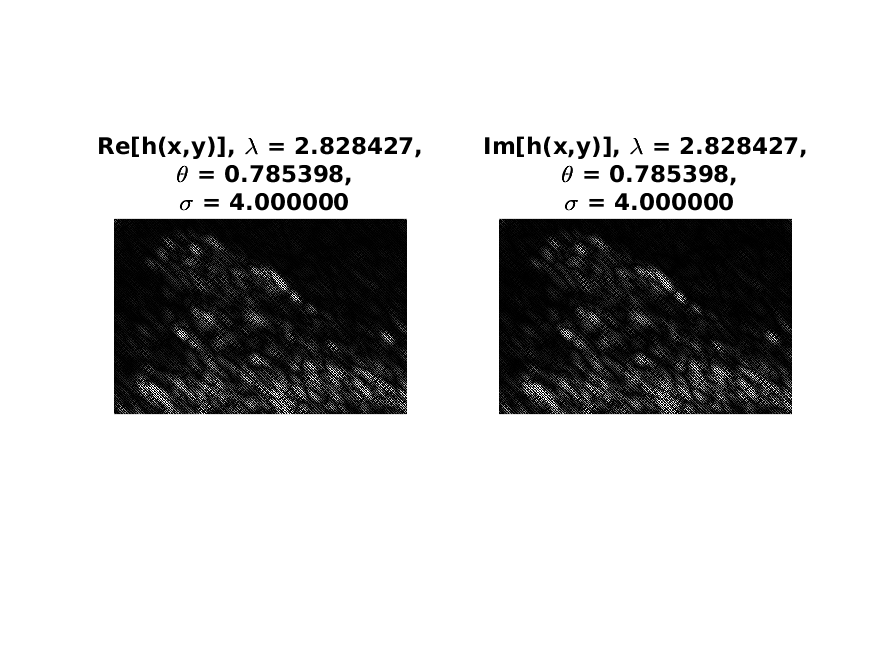 Re[h(x,y)], λ = 2.828427,
θ = 0.785398,
σ = 4.000000
Im[h(x,y)], λ = 2.828427,
θ = 0.785398,
σ = 4.000000